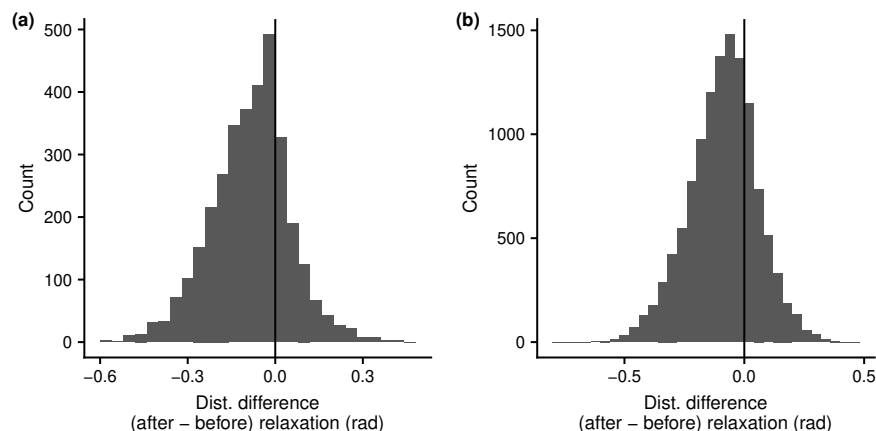 (a)
500
400
300
200
100
0
Count
−0.6
−0.3
0.0
0.3
Dist. difference
(after − before) relaxation (rad)
(b)
1500
1000
500
0
Count
−0.5
0.0
0.5
Dist. difference
(after − before) relaxation (rad)